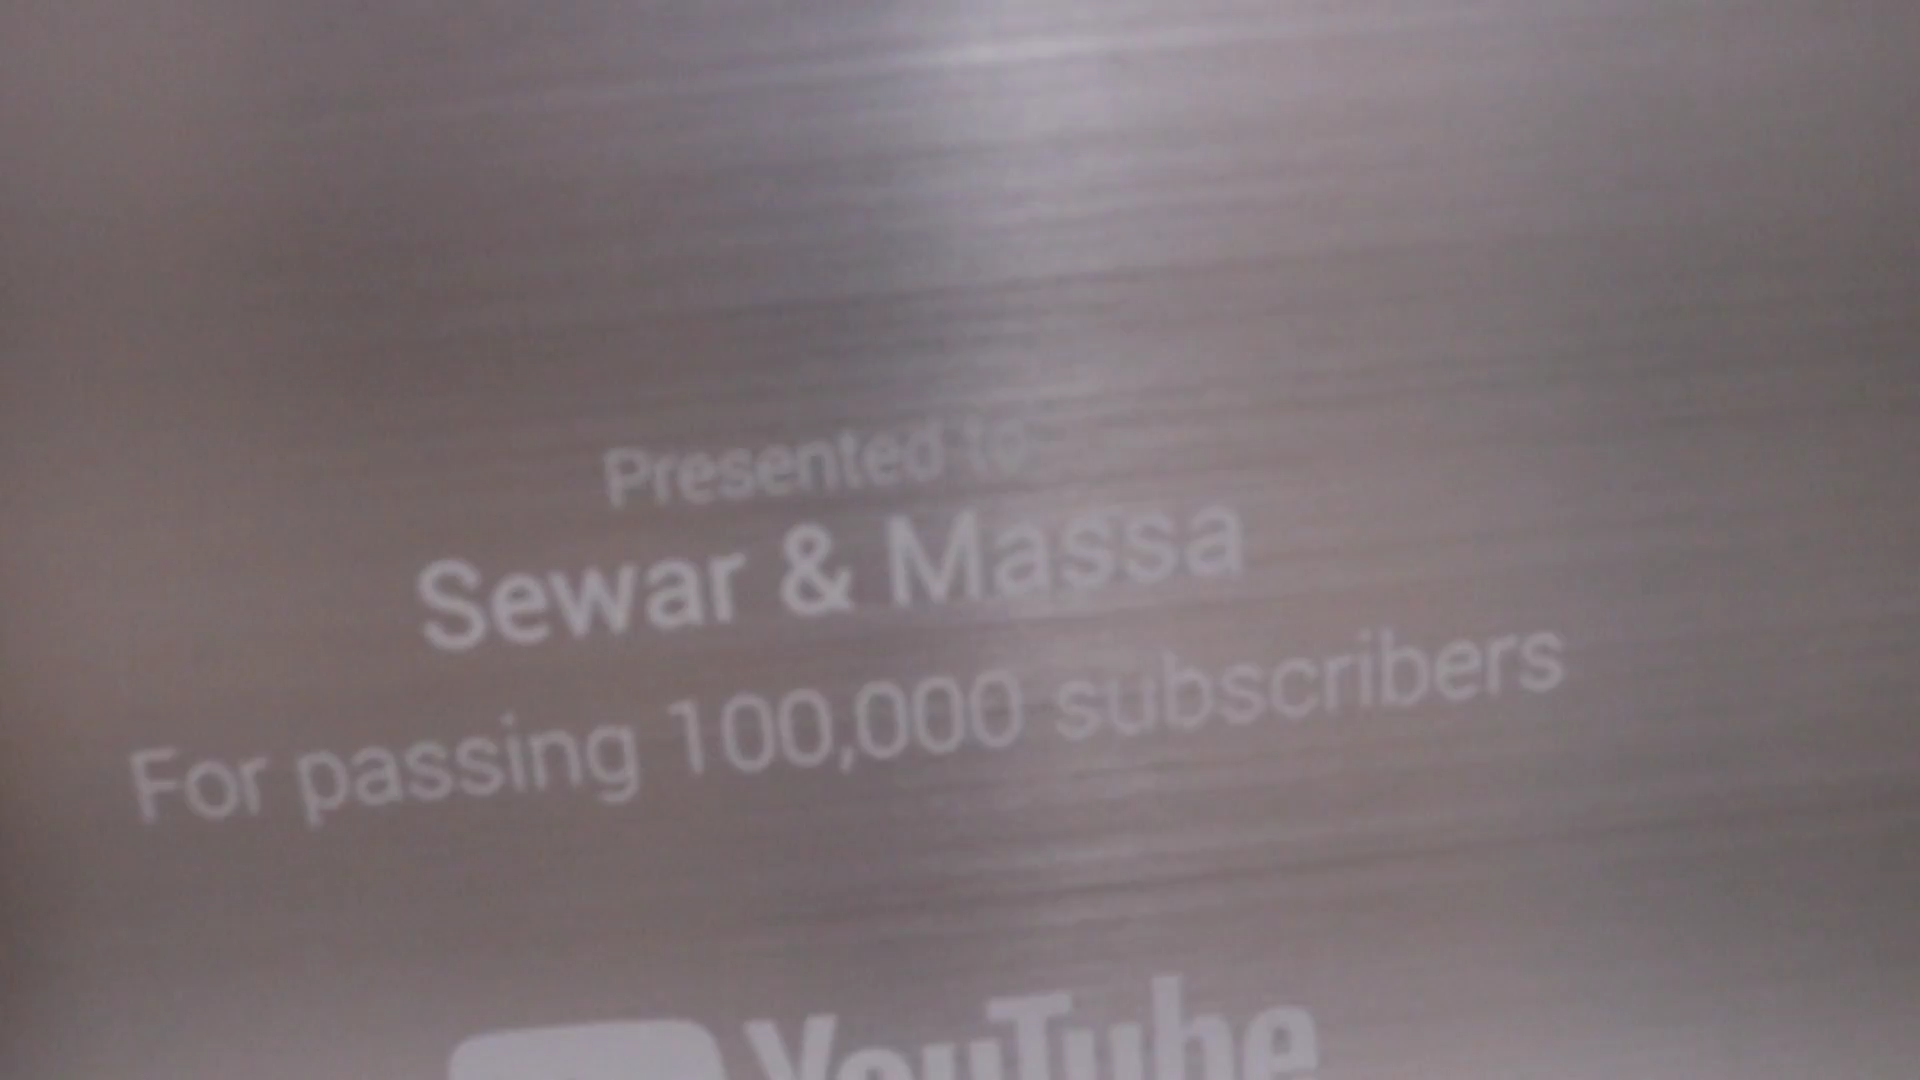 Presented to
Sewar & Massa
For passing 100,000 subscribers
YouTube